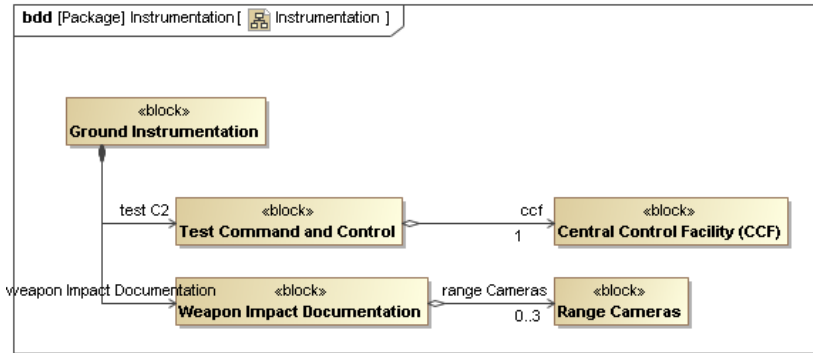 bdd [Package] Instrumentation [ Instrumentation ]
«block»
Ground Instrumentation
test C2
«block»
Test Command and Control
ccf
1
«block»
Central Control Facility (CCF)
weapon Impact Documentation
«block»
Weapon Impact Documentation
range Cameras
0..3
«block»
Range Cameras